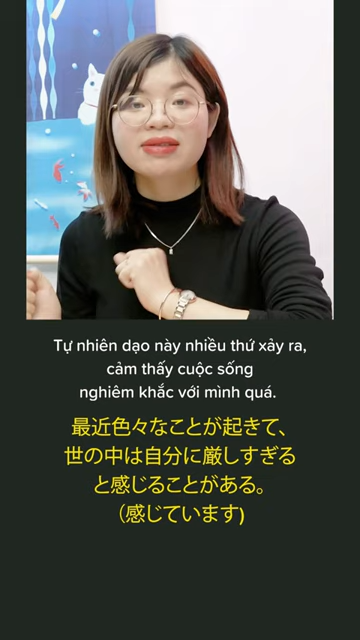 Tự nhiên dạo này nhiều thứ xảy ra,
cảm thấy cuộc sống
nghiêm khắc với mình quá.
最近色々なことが起きて、
世の中は自分に厳しすぎる
と感じることがある。
（感じています)